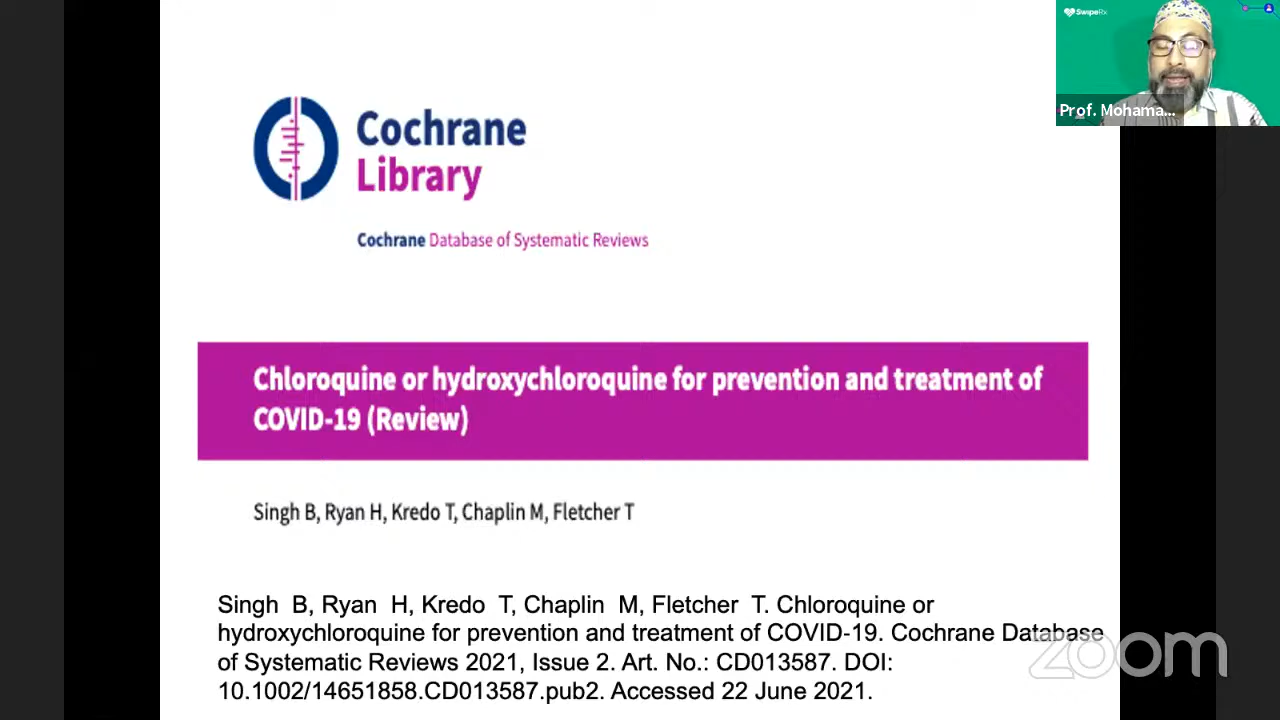 SwipeRx
Prof. Mohama...
Cochrane
Library
Cochrane Database of Systematic Reviews
Chloroquine or hydroxychloroquine for prevention and treatment of
COVID-19 (Review)
Singh B, Ryan H, Kredo T, Chaplin M, Fletcher T
Singh B, Ryan H, Kredo T, Chaplin M, Fletcher T. Chloroquine or
hydroxychloroquine for prevention and treatment of COVID-19. Cochrane Database
of Systematic Reviews 2021, Issue 2. Art. No.: CD013587. DOI:
10.1002/14651858.CD013587.pub2. Accessed 22 June 2021.
zoom